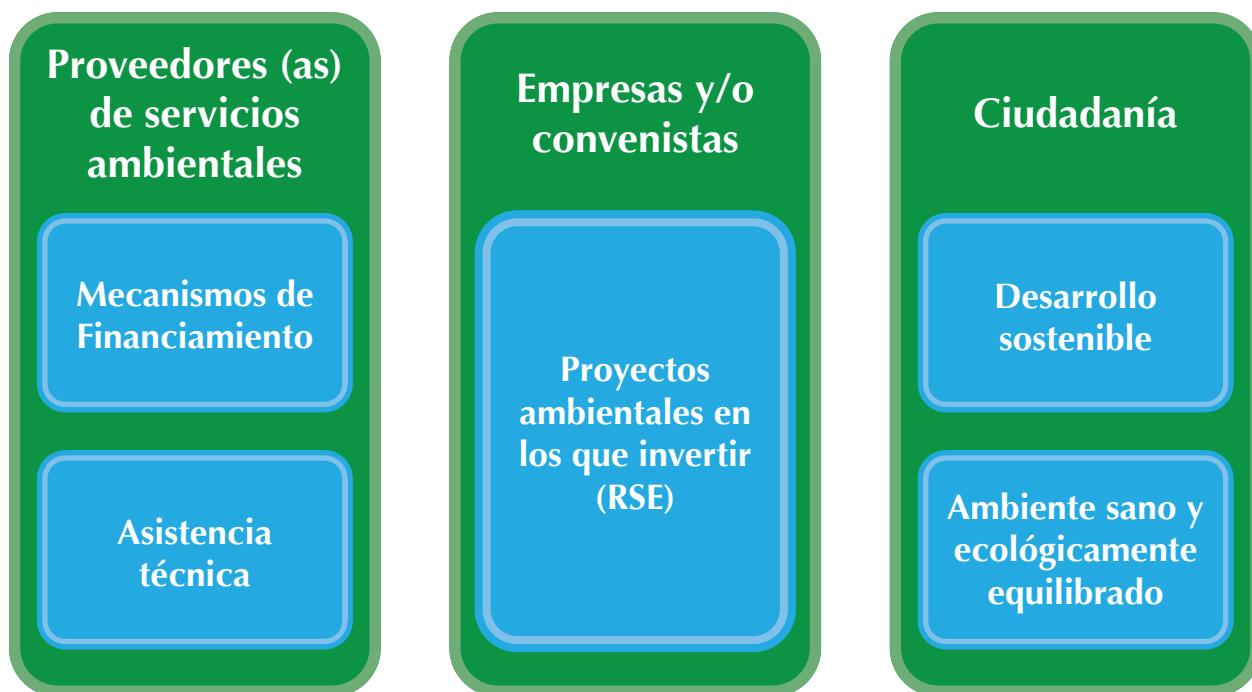 Proveedores (as)
de servicios
ambientales
Mecanismos de
Financiamiento
Asistencia
técnica
Empresas y/o
convenistas
Proyectos
ambientales en
los que invertir
(RSE)
Ciudadanía
Desarrollo
sostenible
Ambiente sano y
ecológicamente
equilibrado